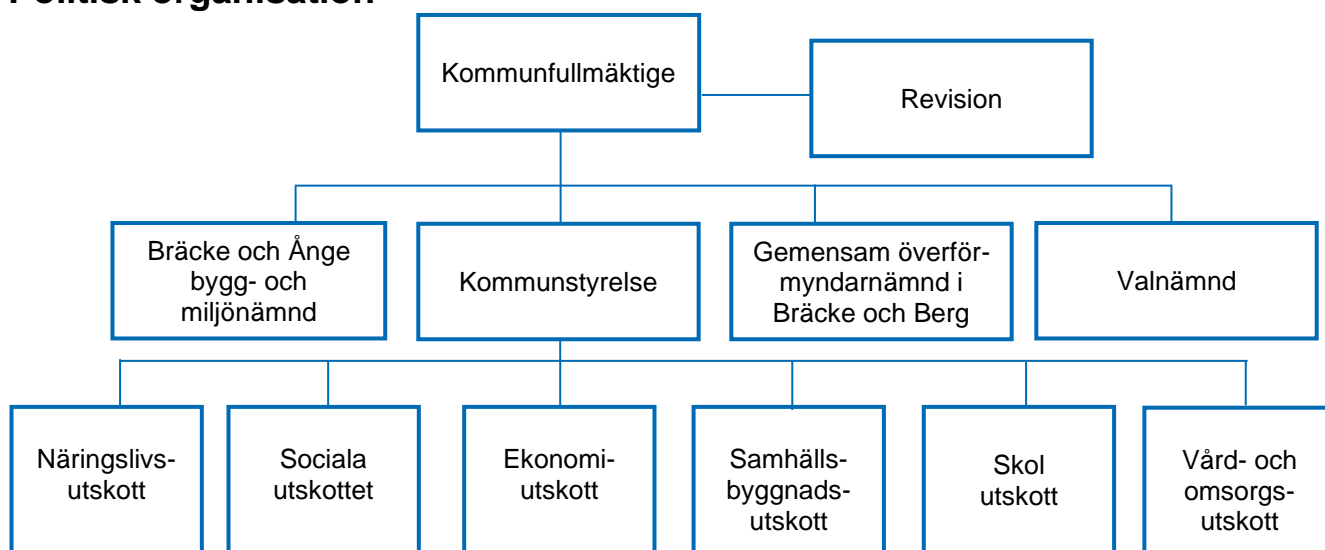 Politisk organisation
Kommunfullmäktige
Revision
Bräcke och Ånge
bygg- och
miljönämnd
Kommunstyrelse
Gemensam överför-
myndarnämnd i
Bräcke och Berg
Valnämnd
Näringslivs-
utskott
Sociala
utskottet
Ekonomi-
utskott
Samhälls-
byggnads-
utskott
Skol
utskott
Vård- och
omsorgs-
utskott